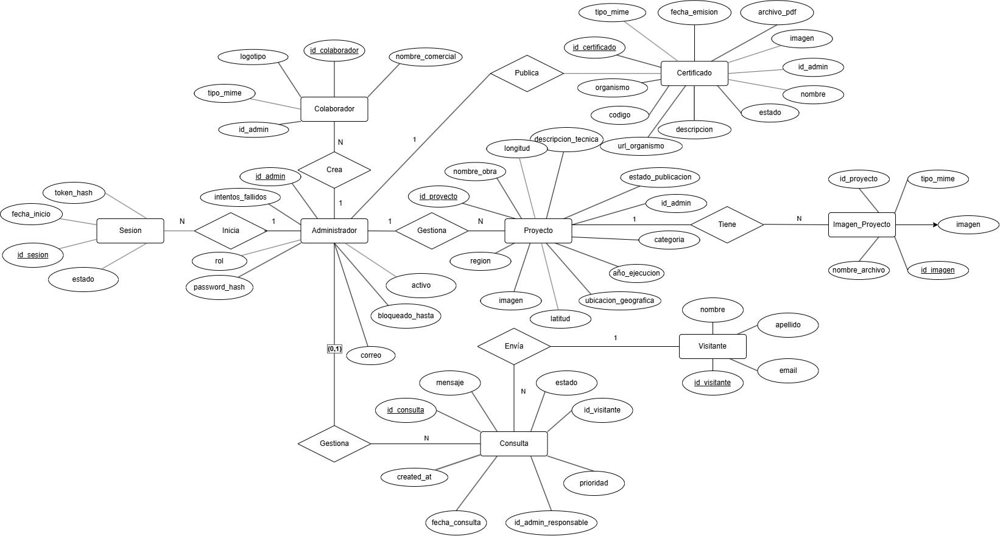 tipo_mime
fecha_emision
archivo_pdf
imagen
id_certificado
id_colaborador
logotipo
nombre_comercial
id_admin
Publica
Certificado
organismo
nombre
tipo_mime
Colaborador
estado
codigo
id_admin
descripcion
descripcion_tecnica
1
N
longitud
url_organismo
Crea
nombre_obra
id_admin
estado_publicacion
id_proyecto
tipo_mime
token_hash
intentos_fallidos
id_proyecto
1
id_admin
fecha_inicio
N
1
1
N
1
N
Sesion
Inicia
Administrador
Gestiona
Proyecto
Tiene
Imagen_Proyecto
imagen
categoria
id_sesion
rol
region
año_ejecucion
nombre_archivo
id_imagen
estado
password_hash
activo
imagen
ubicacion_geografica
nombre
bloqueado_hasta
latitud
apellido
1
(0,1)
correo
Envía
Visitante
email
mensaje
estado
id_visitante
N
id_consulta
id_visitante
N
Gestiona
Consulta
created_at
prioridad
fecha_consulta
id_admin_responsable